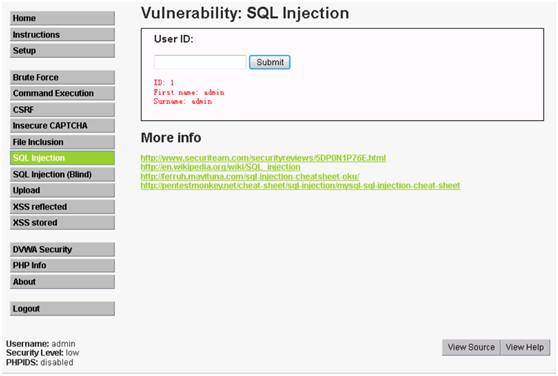 Home
Instructions
Setup
Brute Force
Command Execution
CSRF
Insecure CAPTCHA
File Inclusion
SQL Injection
SQL Injection (Blind)
Upload
XSS reflected
XSS stored
DVWA Security
PHP Info
About
Logout
Vulnerability: SQL Injection
User ID:
Submit
ID: 1
First name: admin
Surname: admin
More info
http://www.securiteam.com/securityreviews/5DP0N1P76E.html
http://en.wikipedia.org/wiki/SQL_injection
http://ferruh.mavituna.com/sql-injection-cheatsheet-oku/
http://pentestmonkey.net/cheat-sheet/sql-injection/mysql-sql-injection-cheat-sheet
Username: admin
Security Level: low
PHPIDS: disabled
View Source
View Help